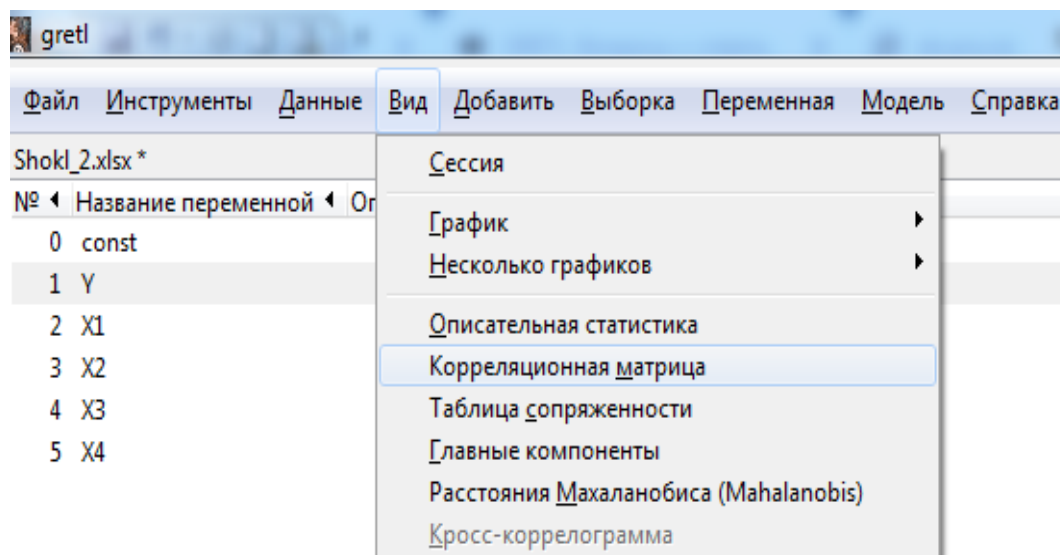 gretl
Файл Инструменты Данные Вид Добавить Выборка Переменная Модель Справка
Shokl_2.xlsx *
№ Название переменной Оп
0 const
1 Y
2 X1
3 X2
4 X3
5 X4
Сессия
График
Несколько графиков
Описательная статистика
Корреляционная матрица
Таблица сопряженности
Главные компоненты
Расстояния Махаланобиса (Mahalanobis)
Кросс-коррелограмма